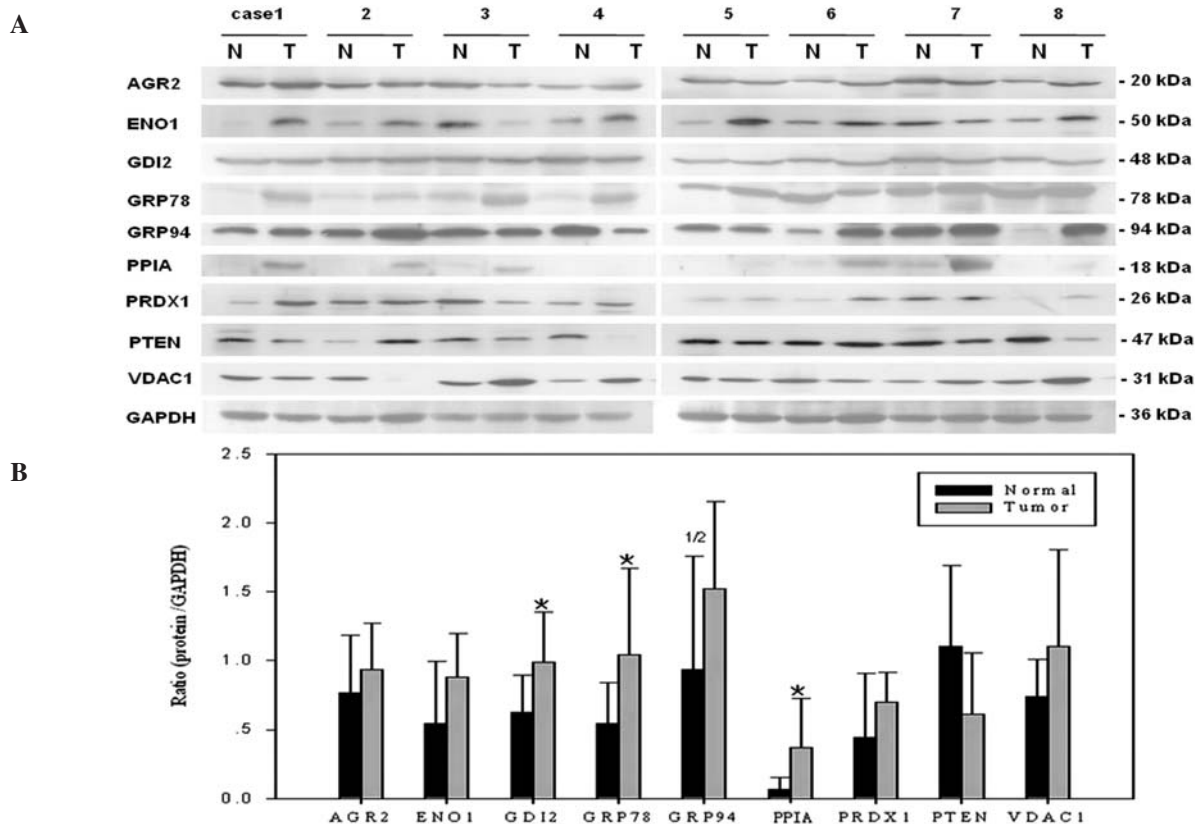 A
case1 2 3 4 5 6 7 8
N T N T N T N T N T N T N T N T
AGR2 - 20 kDa
ENO1 - 50 kDa
GDI2 - 48 kDa
GRP78 - 78 kDa
GRP94 - 94 kDa
PPIA - 18 kDa
PRDX1 - 26 kDa
PTEN - 47 kDa
VDAC1 - 31 kDa
GAPDH - 36 kDa
B
Ratio (protein/GAPDH)
2.5
2.0
1.5
1.0
.5
0.0
Normal
Tumor
* * 1/2 *
AGR2 ENO1 GDI2 GRP78 GRP94 PPIA PRDX1 PTEN VDAC1